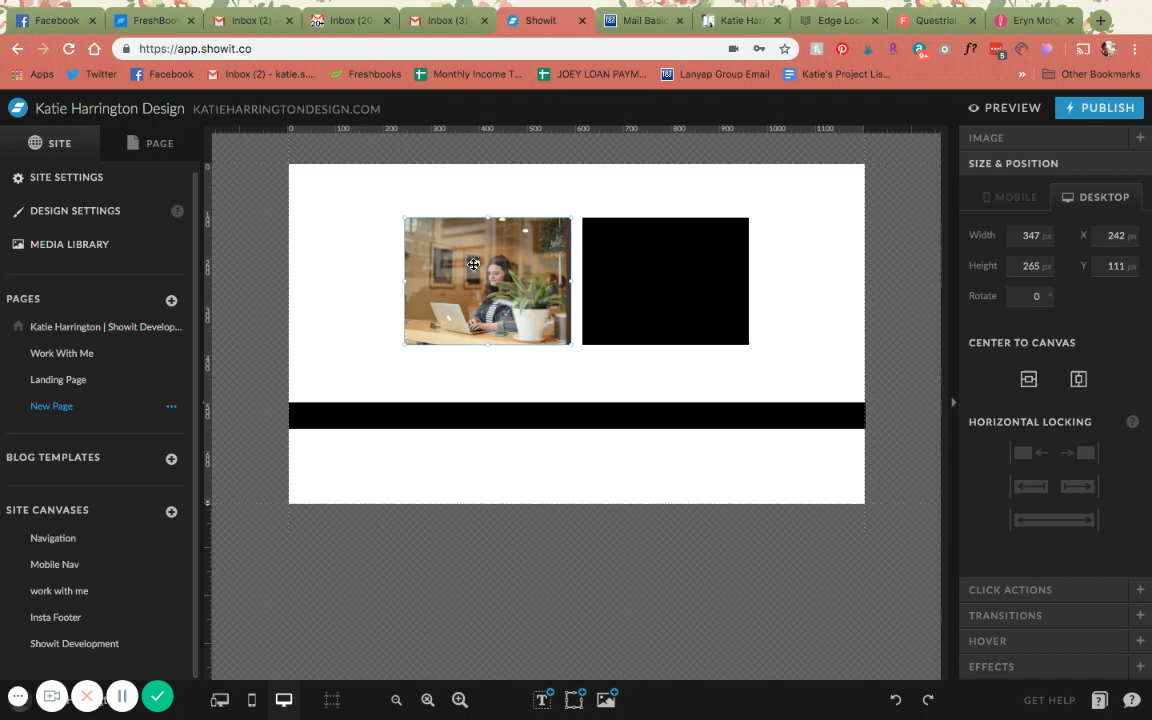 Facebook FreshBoo Inbox (2) Inbox (20 Inbox (3) Showit Mail Basic Katie Harr Edge Loc Questrial Eryn Morg
https://app.showit.co
Apps Twitter Facebook Inbox (2) - katie.s.... Freshbooks Monthly Income T... JOEY LOAN PAYM... Lanyap Group Email Katie's Project Lis... » Other Bookmarks
Katie Harrington Design KATIEHARRINGTONDESIGN.COM PREVIEW PUBLISH
SITE PAGE
0 100 200 300 400 500 600 700 800 900 1000 1100
IMAGE
SITE SETTINGS
SIZE & POSITION
DESIGN SETTINGS
MOBILE DESKTOP
MEDIA LIBRARY
Width 347 px X 242 px
Height 265 px Y 111 px
Rotate 0 °
PAGES
Katie Harrington | Showit Develop...
Work With Me
Landing Page
New Page
CENTER TO CANVAS
HORIZONTAL LOCKING
BLOG TEMPLATES
SITE CANVASES
Navigation
Mobile Nav
work with me
Insta Footer
Showit Development
CLICK ACTIONS
TRANSITIONS
HOVER
EFFECTS
GET HELP